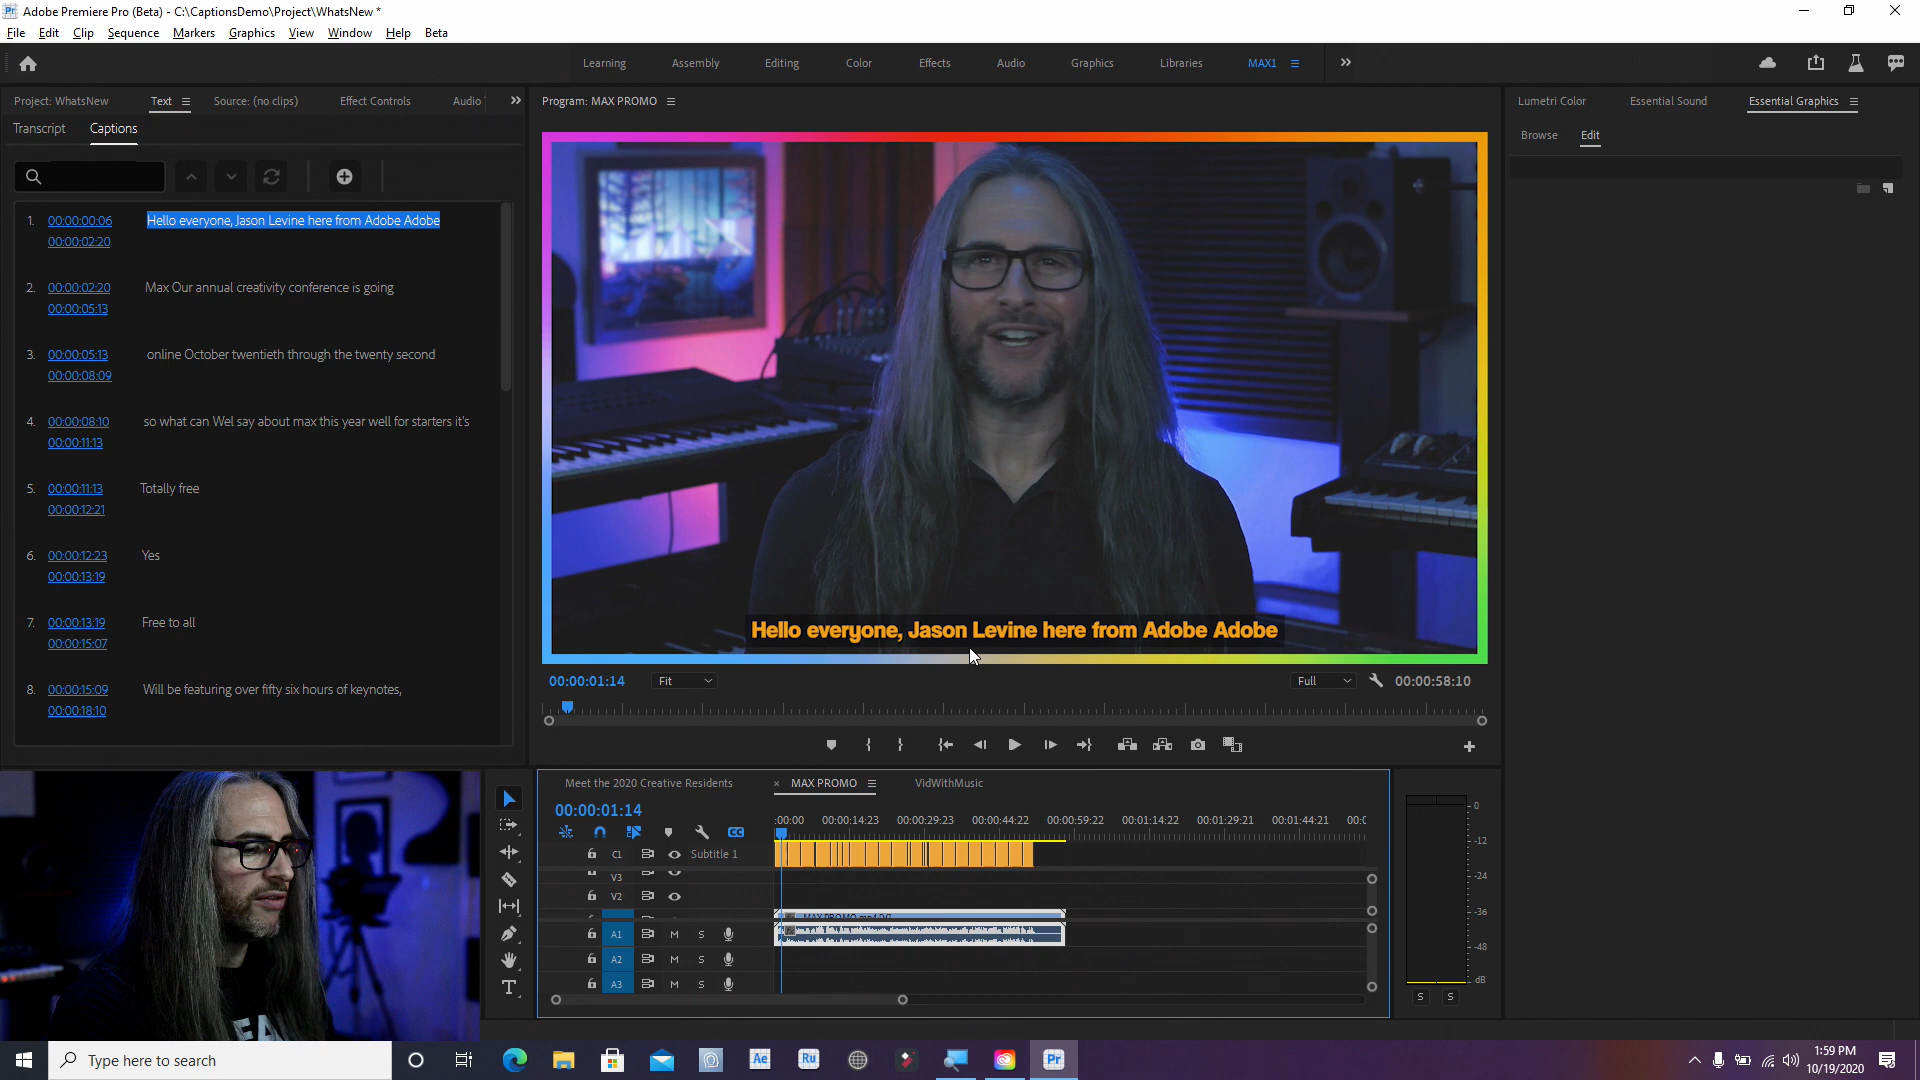 Adobe Premiere Pro (Beta) - C:\CaptionsDemo\Project\WhatsNew *
File Edit Clip Sequence Markers Graphics View Window Help Beta
Learning Assembly Editing Color Effects Audio Graphics Libraries MAX1
Project: WhatsNew Text Source: (no clips) Effect Controls Audio
Transcript Captions
1. 00:00:00:06 Hello everyone, Jason Levine here from Adobe Adobe
00:00:02:20
2. 00:00:02:20 Max Our annual creativity conference is going
00:00:05:13
3. 00:00:05:13 online October twentieth through the twenty second
00:00:08:09
4. 00:00:08:10 so what can Wel say about max this year well for starters it's
00:00:11:13
5. 00:00:11:13 Totally free
00:00:12:21
6. 00:00:12:23 Yes
00:00:13:19
7. 00:00:13:19 Free to all
00:00:15:07
8. 00:00:15:09 Will be featuring over fifty six hours of keynotes,
00:00:18:10
Program: MAX PROMO
Hello everyone, Jason Levine here from Adobe Adobe
00:00:01:14 Fit Full 00:00:58:10
Lumetri Color Essential Sound Essential Graphics
Browse Edit
Meet the 2020 Creative Residents × MAX PROMO VidWithMusic
00:00:01:14
:00:00 00:00:14:23 00:00:29:23 00:00:44:22 00:00:59:22 00:01:14:22 00:01:29:21 00:01:44:21 00:0
C1 Subtitle 1
V3
V2
MAX PROMO.mp4 [V]
A1 M S
A2 M S
A3 M S
0
-12
-24
-36
-48
dB
S S
Type here to search
Ae Ru Pr
1:59 PM
10/19/2020